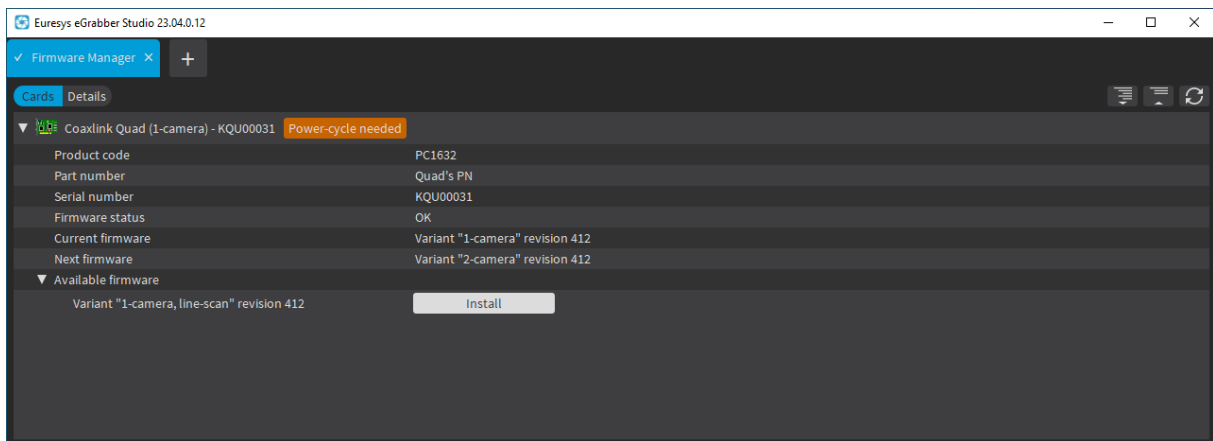 Euresys eGrabber Studio 23.04.0.12
✓ Firmware Manager × +
Cards Details
▼ Coaxlink Quad (1-camera) - KQU00031 Power-cycle needed
Product code PC1632
Part number Quad's PN
Serial number KQU00031
Firmware status OK
Current firmware Variant "1-camera" revision 412
Next firmware Variant "2-camera" revision 412
▼ Available firmware
Variant "1-camera, line-scan" revision 412 Install